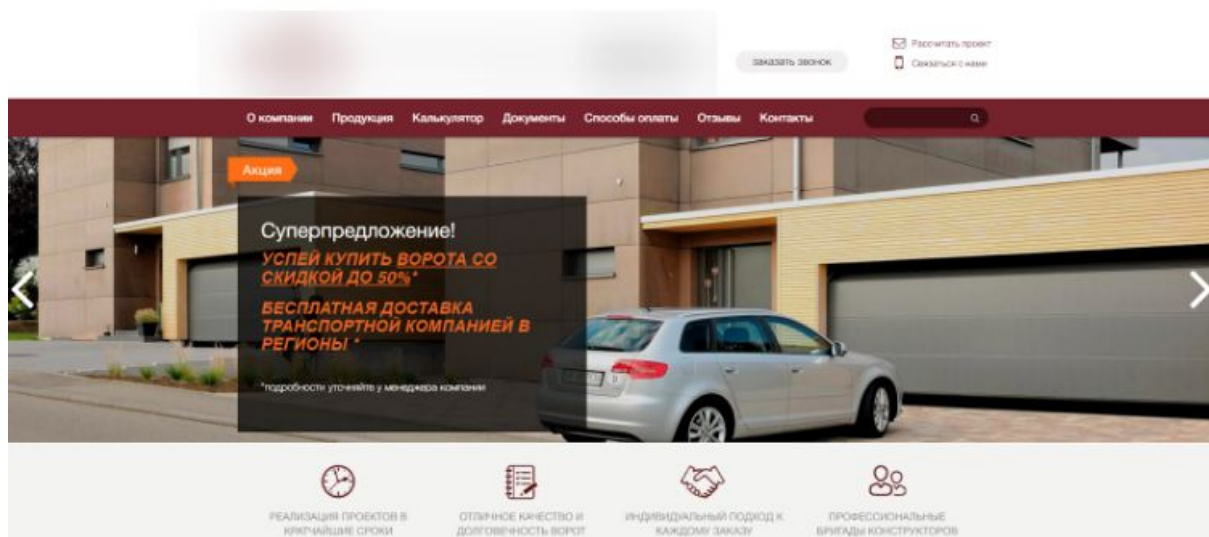 Рассчитать проект
заказать звонок
Связаться с нами
О компании Продукция Калькулятор Документы Способы оплаты Отзывы Контакты
Акция
Суперпредложение!
УСПЕЙ КУПИТЬ ВОРОТА СО
СКИДКОЙ ДО 50%*
БЕСПЛАТНАЯ ДОСТАВКА
ТРАНСПОРТНОЙ КОМПАНИЕЙ В
РЕГИОНЫ *
*подробности уточняйте у менеджера компании
РЕАЛИЗАЦИЯ ПРОЕКТОВ В
КРАТЧАЙШИЕ СРОКИ
ОТЛИЧНОЕ КАЧЕСТВО И
ДОЛГОВЕЧНОСТЬ ВОРОТ
ИНДИВИДУАЛЬНЫЙ ПОДХОД К
КАЖДОМУ ЗАКАЗУ
ПРОФЕССИОНАЛЬНЫЕ
БРИГАДЫ КОНСТРУКТОРОВ